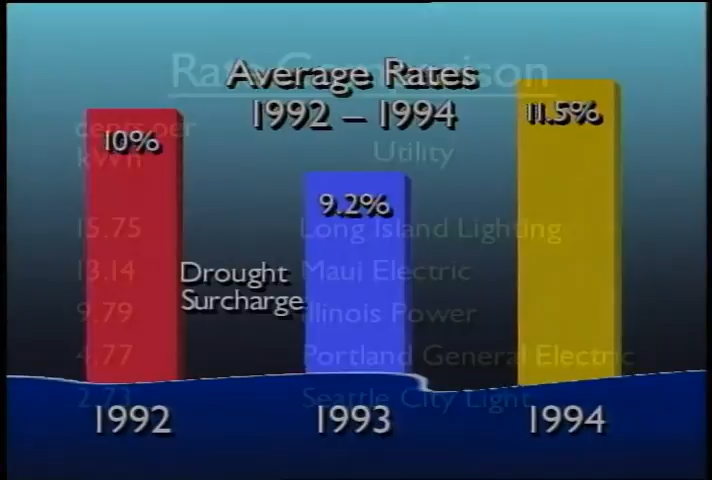 Rate Comparison
Average Rates
1992 – 1994
cents per
kWh
Utility
10%
9.2%
11.5%
15.75 Long Island Lighting
13.14 Maui Electric
9.79 Illinois Power
4.77 Portland General Electric
2.73 Seattle City Light
Drought
Surcharge
1992 1993 1994